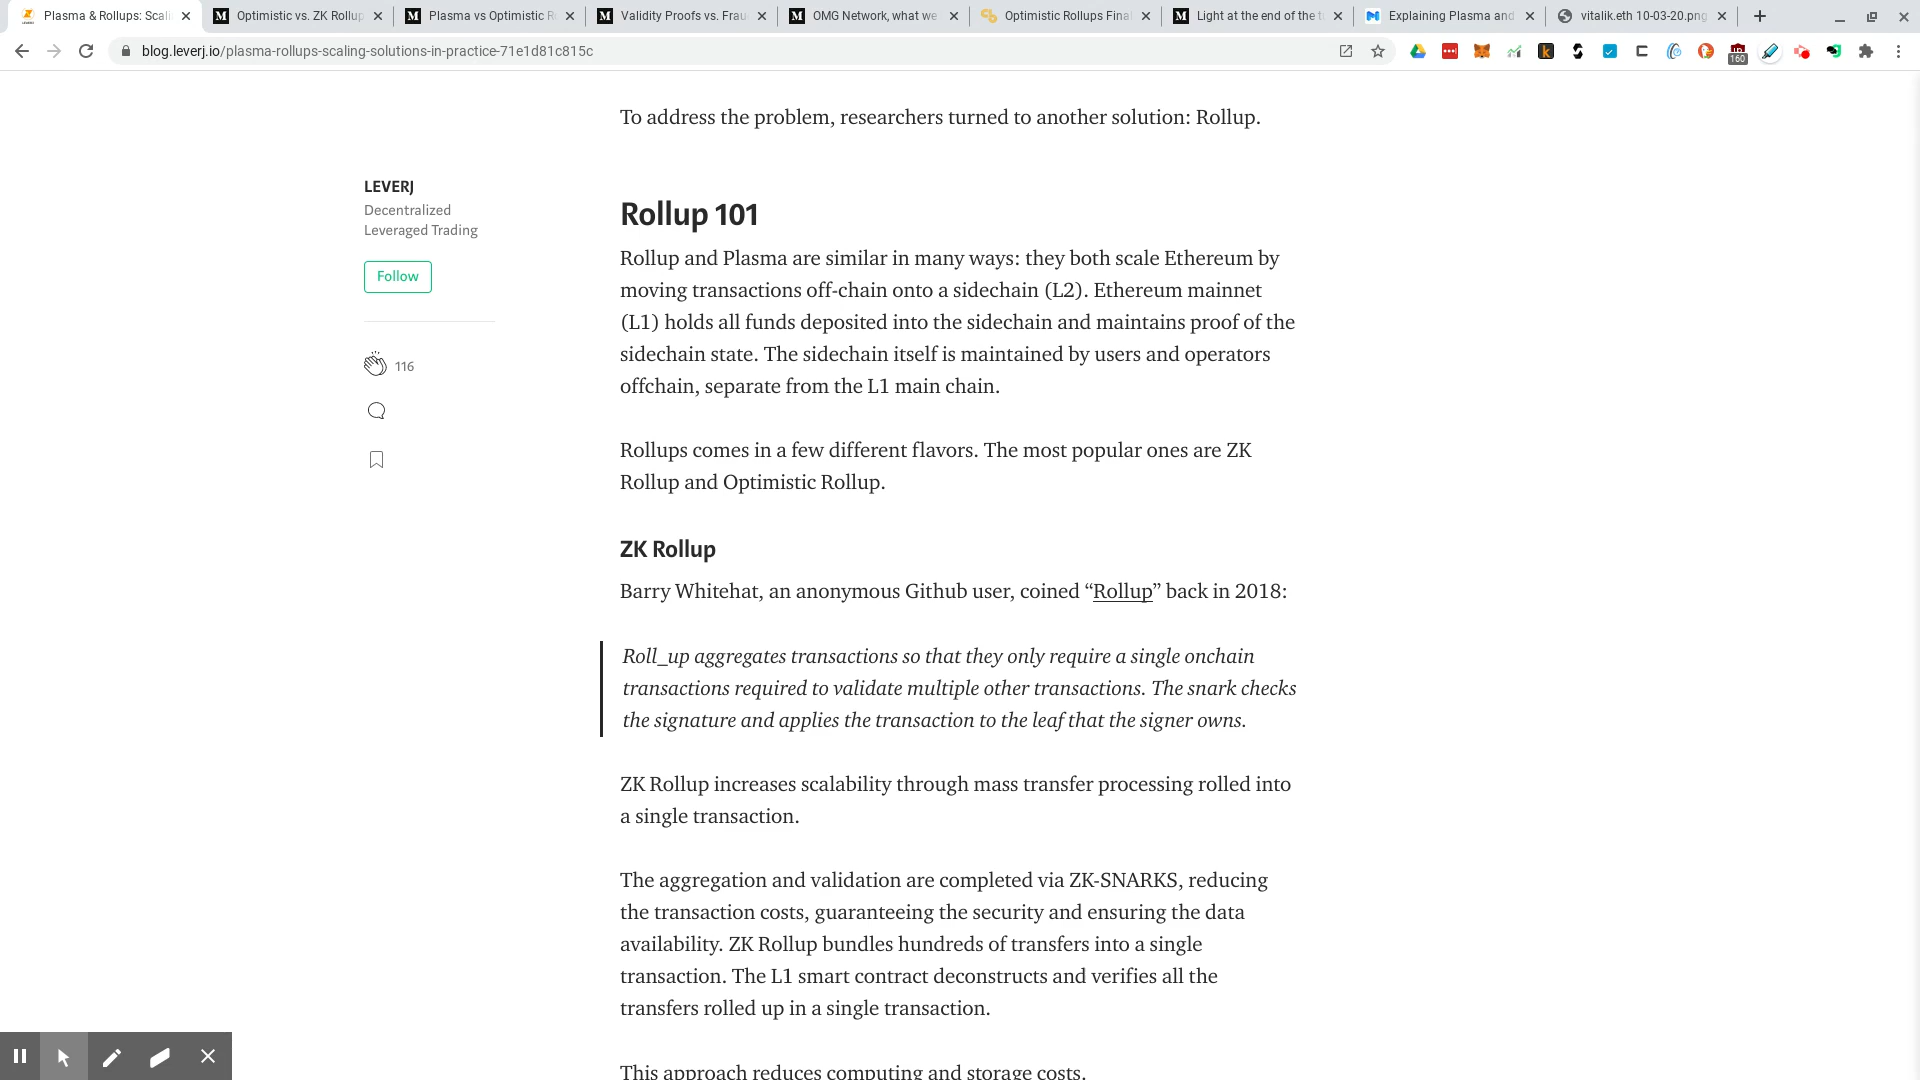 Plasma & Rollups: Scali
Optimistic vs. ZK Rollup
Plasma vs Optimistic R
Validity Proofs vs. Frau
OMG Network, what we
Optimistic Rollups Final
Light at the end of the t
Explaining Plasma and
vitalik.eth 10-03-20.png
blog.leverj.io/plasma-rollups-scaling-solutions-in-practice-71e1d81c815c
160
To address the problem, researchers turned to another solution: Rollup.
LEVERJ
Decentralized
Leveraged Trading
Follow
116
Rollup 101
Rollup and Plasma are similar in many ways: they both scale Ethereum by
moving transactions off-chain onto a sidechain (L2). Ethereum mainnet
(L1) holds all funds deposited into the sidechain and maintains proof of the
sidechain state. The sidechain itself is maintained by users and operators
offchain, separate from the L1 main chain.
Rollups comes in a few different flavors. The most popular ones are ZK
Rollup and Optimistic Rollup.
ZK Rollup
Barry Whitehat, an anonymous Github user, coined “Rollup” back in 2018:
Roll_up aggregates transactions so that they only require a single onchain
transactions required to validate multiple other transactions. The snark checks
the signature and applies the transaction to the leaf that the signer owns.
ZK Rollup increases scalability through mass transfer processing rolled into
a single transaction.
The aggregation and validation are completed via ZK-SNARKS, reducing
the transaction costs, guaranteeing the security and ensuring the data
availability. ZK Rollup bundles hundreds of transfers into a single
transaction. The L1 smart contract deconstructs and verifies all the
transfers rolled up in a single transaction.
This approach reduces computing and storage costs.